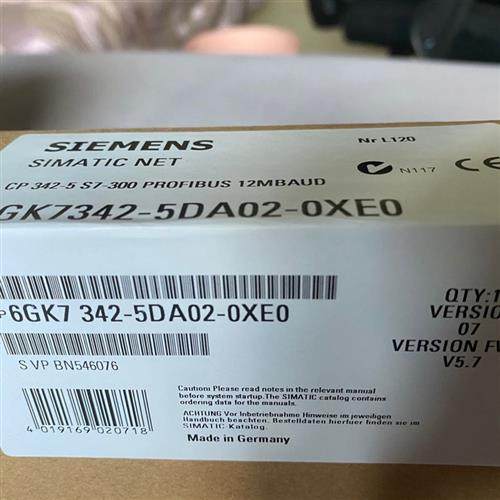 SIEMENS
Nr L120
SIMATIC NET
N117
CP 342-5 S7-300 PROFIBUS 12MBAUD
GK7342-5DA02-0XE0
P 6GK7 342-5DA02-0XE0
QTY:1
VERSIO
07
VERSION FW
V5.7
S VP BN546076
Caution: Please read notes in the relevant manual
before system startup. The SIMATIC catalog contains
ordering data for the manuals.
ACHTUNG Vor Inbetriebnahme Hinweise im jeweiligen
Handbuch beachten. Bestelldaten hierfuer finden sie im
SIMATIC-Katalog.
Made in Germany
4 019169 020718